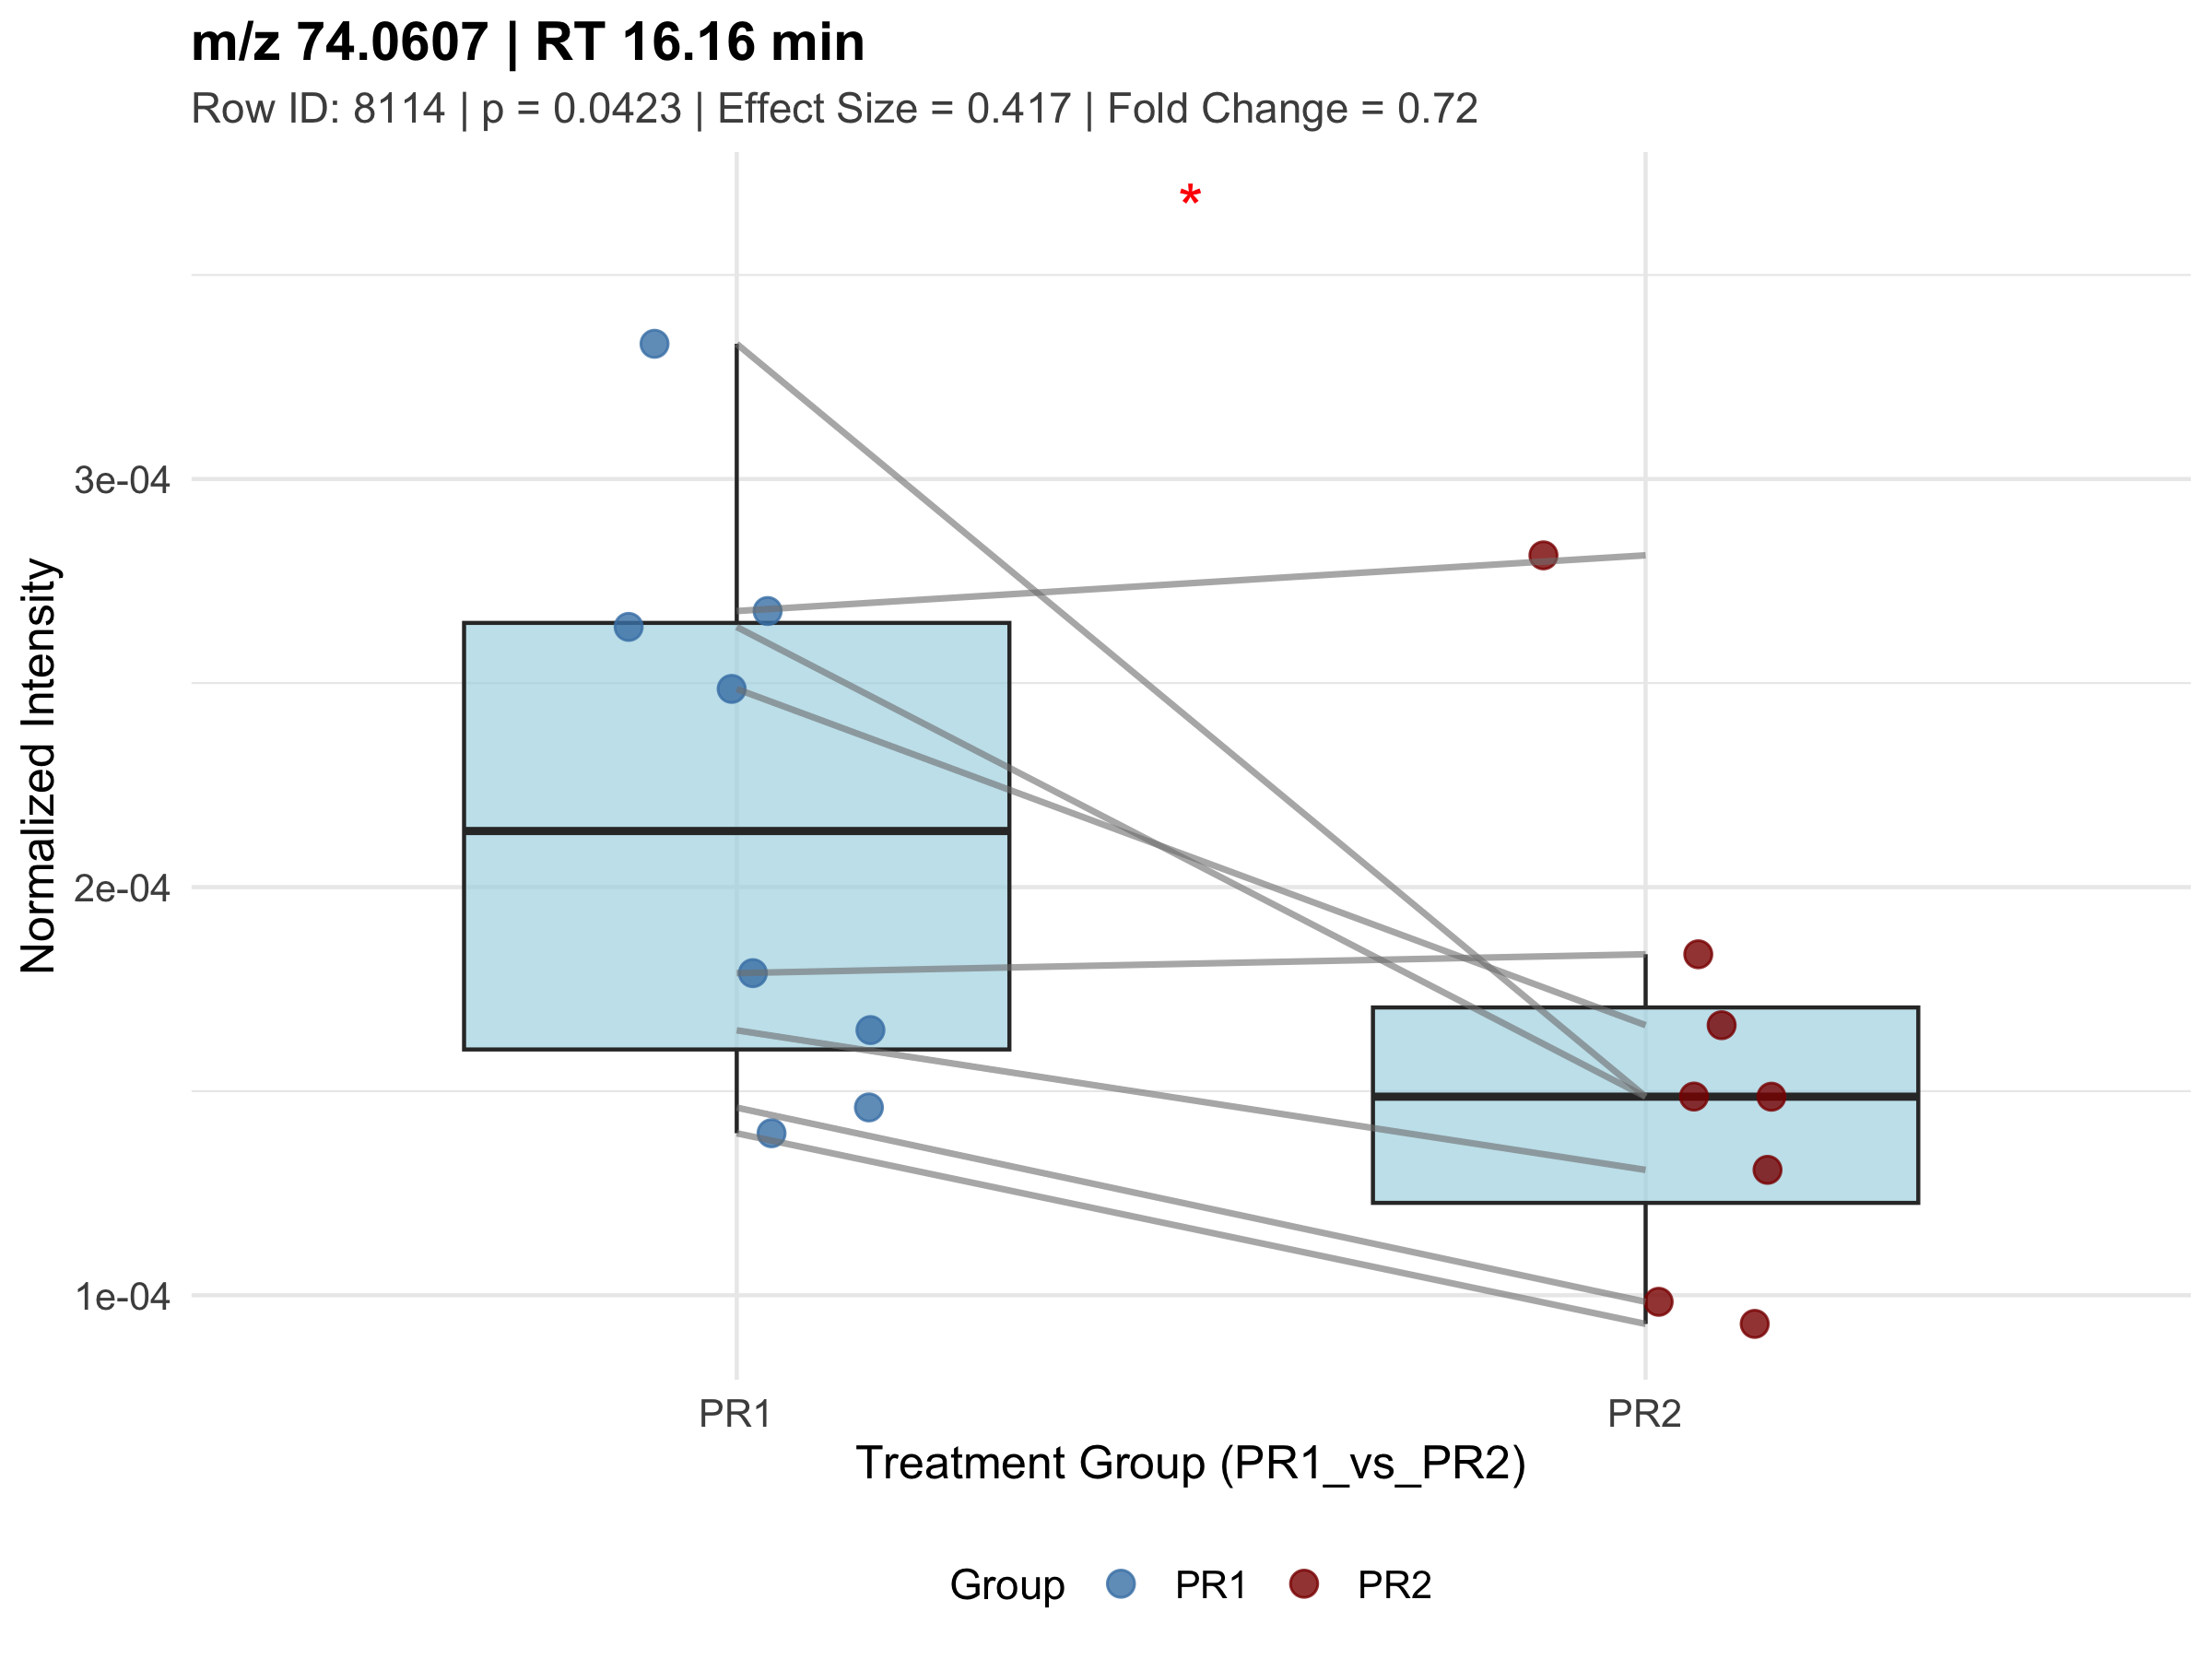 m/z 74.0607 | RT 16.16 min
Row ID: 8114 | p = 0.0423 | Effect Size = 0.417 | Fold Change = 0.72
*
Normalized Intensity
3e-04
2e-04
1e-04
PR1
PR2
Treatment Group (PR1_vs_PR2)
Group PR1 PR2